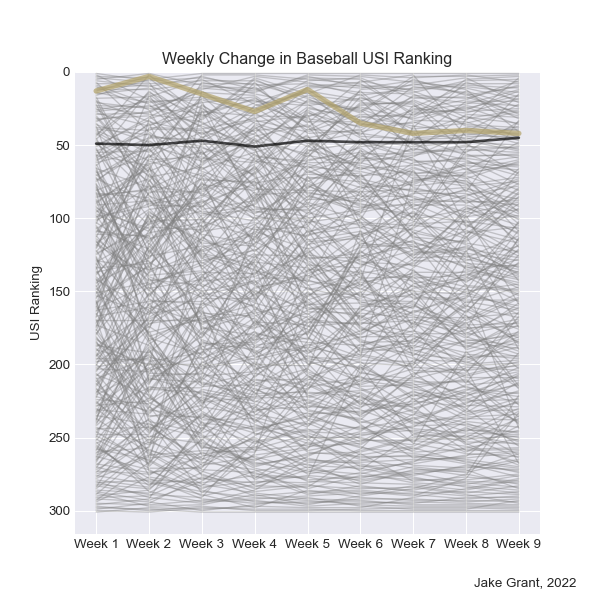 Weekly Change in Baseball USI Ranking
0
50
100
150
200
250
300
USI Ranking
Week 1 Week 2 Week 3 Week 4 Week 5 Week 6 Week 7 Week 8 Week 9
Jake Grant, 2022